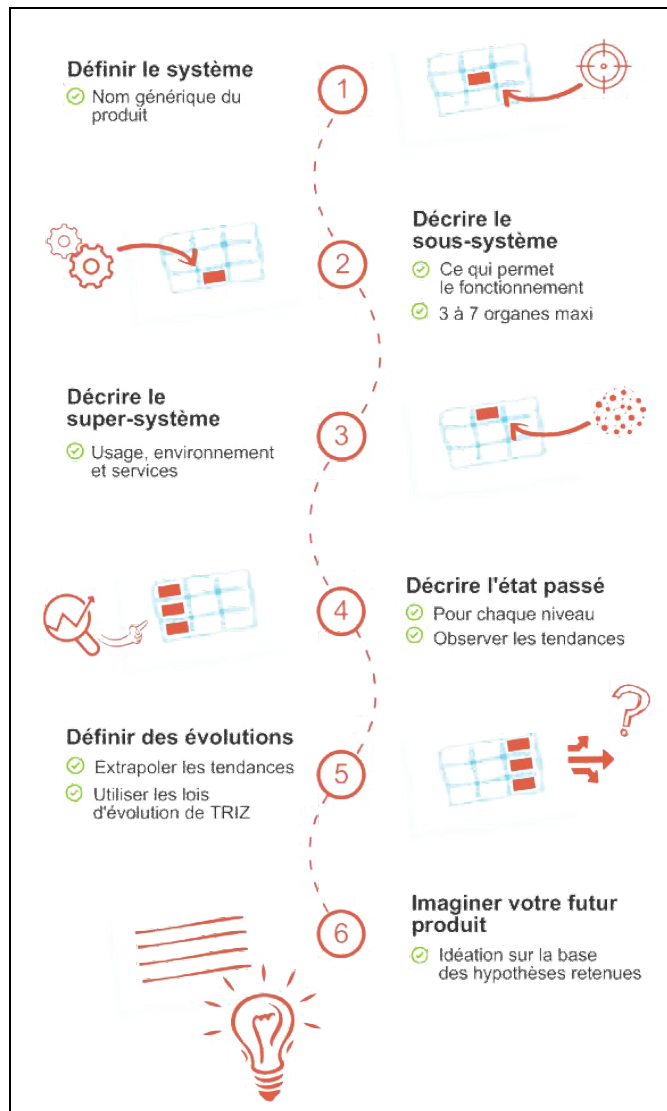 Définir le système
Nom générique du
produit
1
2
Décrire le
sous-système
Ce qui permet
le fonctionnement
3 à 7 organes maxi
Décrire le
super-système
Usage, environnement
et services
3
4
Décrire l'état passé
Pour chaque niveau
Observer les tendances
Définir des évolutions
Extrapoler les tendances
Utiliser les lois
d'évolution de TRIZ
5
?
6
Imaginer votre futur
produit
Idéation sur la base
des hypothèses retenues